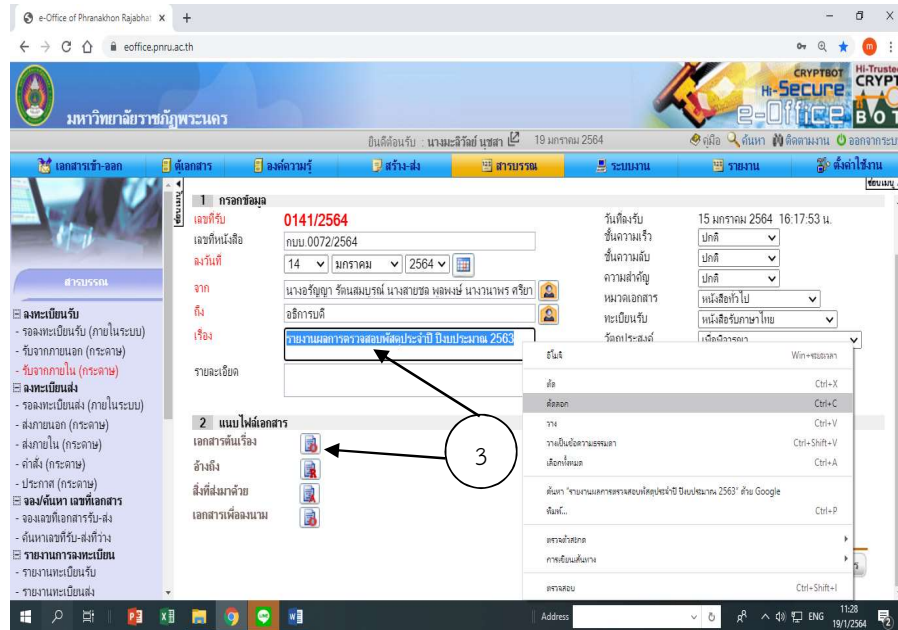 e-Office of Phranakhon Rajabhat
eoffice.pnru.ac.th
มหาวิทยาลัยราชภัฏพระนคร
CRYPTBOT
Hi-Secure
e-Office
Hi-Trusted
CRYPT
BOT
ยินดีต้อนรับ : นางมะลิวัลย์ นุชสา 19 มกราคม 2564 คู่มือ ค้นหา ติดตามงาน ออกจากระบบ
เอกสารเข้า-ออก ตู้เอกสาร องค์ความรู้ สร้าง-ส่ง สารบรรณ ระบบงาน รายงาน ตั้งค่าใช้งาน
ซ่อนเมนู
ซ่อนเมนู
สารบรรณ
ลงทะเบียนรับ
- รอลงทะเบียนรับ (ภายในระบบ)
- รับจากภายนอก (กระดาษ)
- รับจากภายใน (กระดาษ)
ลงทะเบียนส่ง
- รอลงทะเบียนส่ง (ภายในระบบ)
- ส่งภายนอก (กระดาษ)
- ส่งภายใน (กระดาษ)
- คำสั่ง (กระดาษ)
- ประกาศ (กระดาษ)
จอง/ค้นหา เลขที่เอกสาร
- จองเลขที่เอกสารรับ-ส่ง
- ค้นหาเลขที่รับ-ส่งที่ว่าง
รายงานการลงทะเบียน
- รายงานทะเบียนรับ
- รายงานทะเบียนส่ง
1 กรอกข้อมูล
เลขที่รับ 0141/2564 วันที่ลงรับ 15 มกราคม 2564 16:17:53 น.
เลขที่หนังสือ กบบ.0072/2564 ชั้นความเร็ว ปกติ
ลงวันที่ 14 มกราคม 2564 ชั้นความลับ ปกติ
ความสำคัญ ปกติ
จาก นางอรัญญา รัตนสมบูรณ์ นางสายชล พุลพงษ์ นางวนาพร ศรียา หมวดเอกสาร หนังสือทั่วไป
ถึง อธิการบดี ทะเบียนรับ หนังสือรับภาษาไทย
เรื่อง รายงานผลการตรวจสอบพัสดุประจำปี ปีงบประมาณ 2563 วัตถุประสงค์ เพื่อพิจารณา
รายละเอียด
2 แนบไฟล์เอกสาร
เอกสารต้นเรื่อง
อ้างถึง
สิ่งที่ส่งมาด้วย
เอกสารเพื่อลงนาม
3
อีโมจิ Win+
ตัด Ctrl+X
คัดลอก Ctrl+C
วาง Ctrl+V
วางเป็นข้อความธรรมดา Ctrl+Shift+V
เลือกทั้งหมด Ctrl+A
ค้นหา "รายงานผลการตรวจสอบพัสดุประจำปี ปีงบประมาณ 2563" ด้วย Google
พิมพ์... Ctrl+P
ตรวจตัวสะกด
การเขียนเส้นทาง
ตรวจสอบ Ctrl+Shift+I
Address ENG 11:28
19/1/2564